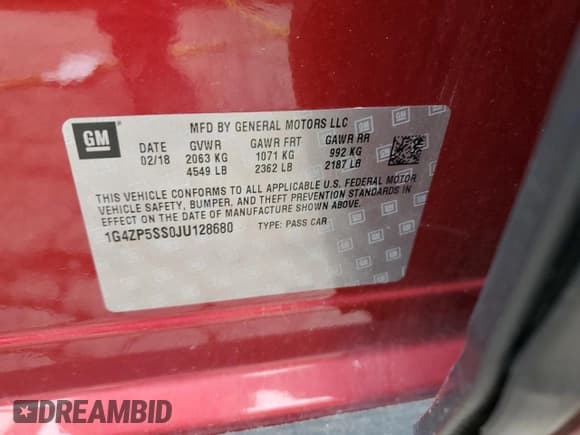 GM
MFD BY GENERAL MOTORS LLC
DATE GVWR GAWR FRT GAWR RR
02/18 2063 KG 1071 KG 992 KG
4549 LB 2362 LB 2187 LB
THIS VEHICLE CONFORMS TO ALL APPLICABLE U.S. FEDERAL MOTOR
VEHICLE SAFETY, BUMPER, AND THEFT PREVENTION STANDARDS IN
EFFECT ON THE DATE OF MANUFACTURE SHOWN ABOVE.
1G4ZP5SS0JU128680 TYPE: PASS CAR
DREAMBID